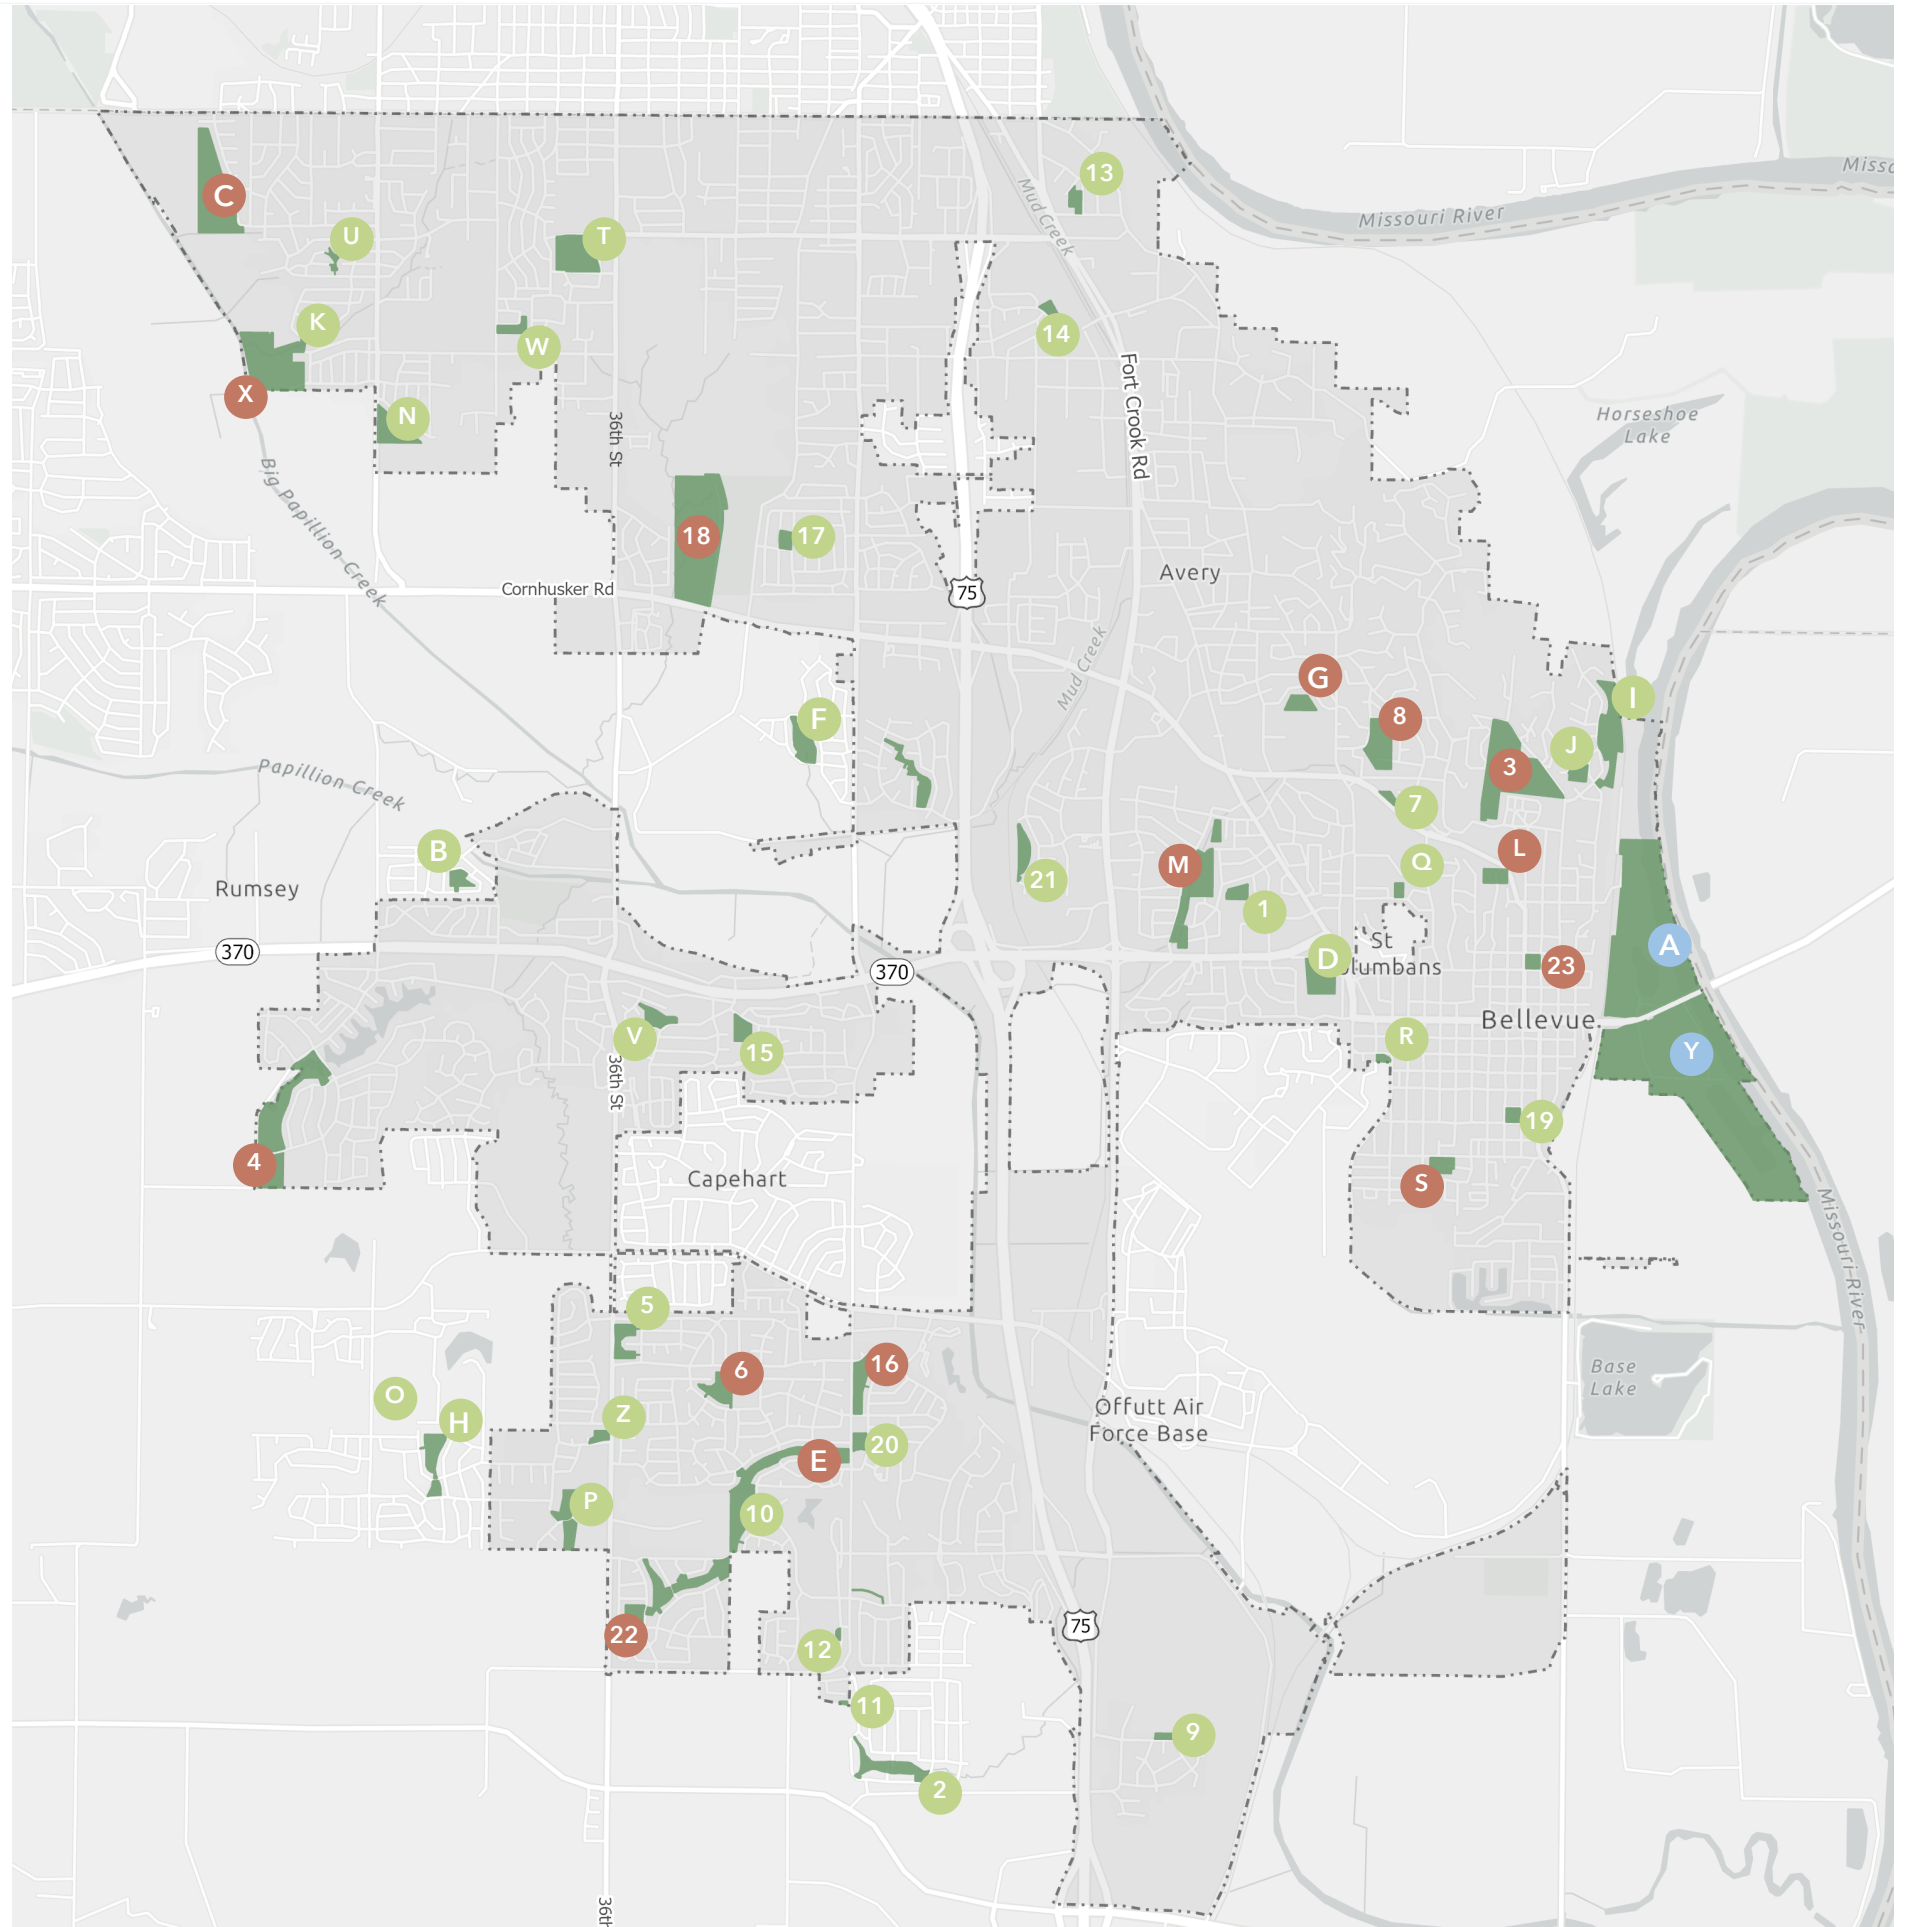 13
Mud Creek
Misso
Missouri River
C
U
T
K
W
14
X
N
36th St
Fort Crook Rd
Horseshoe
Lake
Big Papillion Creek
18
17
Avery
Cornhusker Rd
75
Mud Creek
G
8
I
F
J
3
Papillion Creek
7
B
L
M
Q
21
Rumsey
1
370
St
D
olumbans
A
23
370
V
15
R
Bellevue
Y
36th St
19
4
Capehart
S
Missouri River
5
6
16
Base
Lake
O
H
Z
Offutt Air
Force Base
20
E
P
10
22
12
75
11
9
2
36th